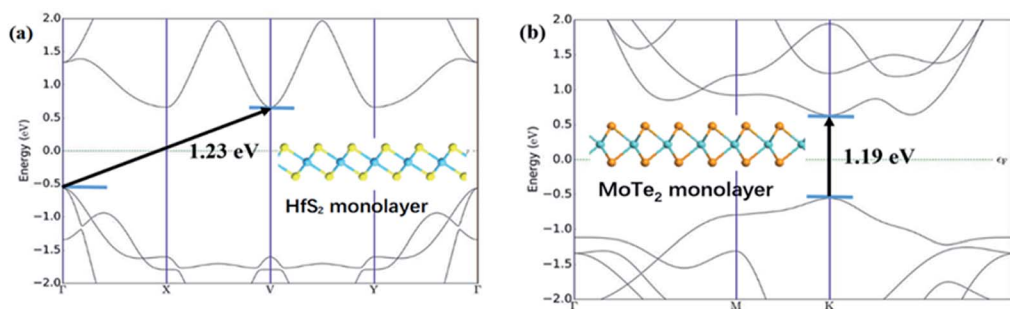 (a)
Energy (eV)
2.0
1.5
1.0
0.5
0.0
−0.5
−1.0
−1.5
−2.0
1.23 eV
HfS₂ monolayer
Γ X V Y Γ
(b)
Energy (eV)
2.0
1.5
1.0
0.5
0.0
−0.5
−1.0
−1.5
−2.0
1.19 eV
MoTe₂ monolayer
εF
Γ M K